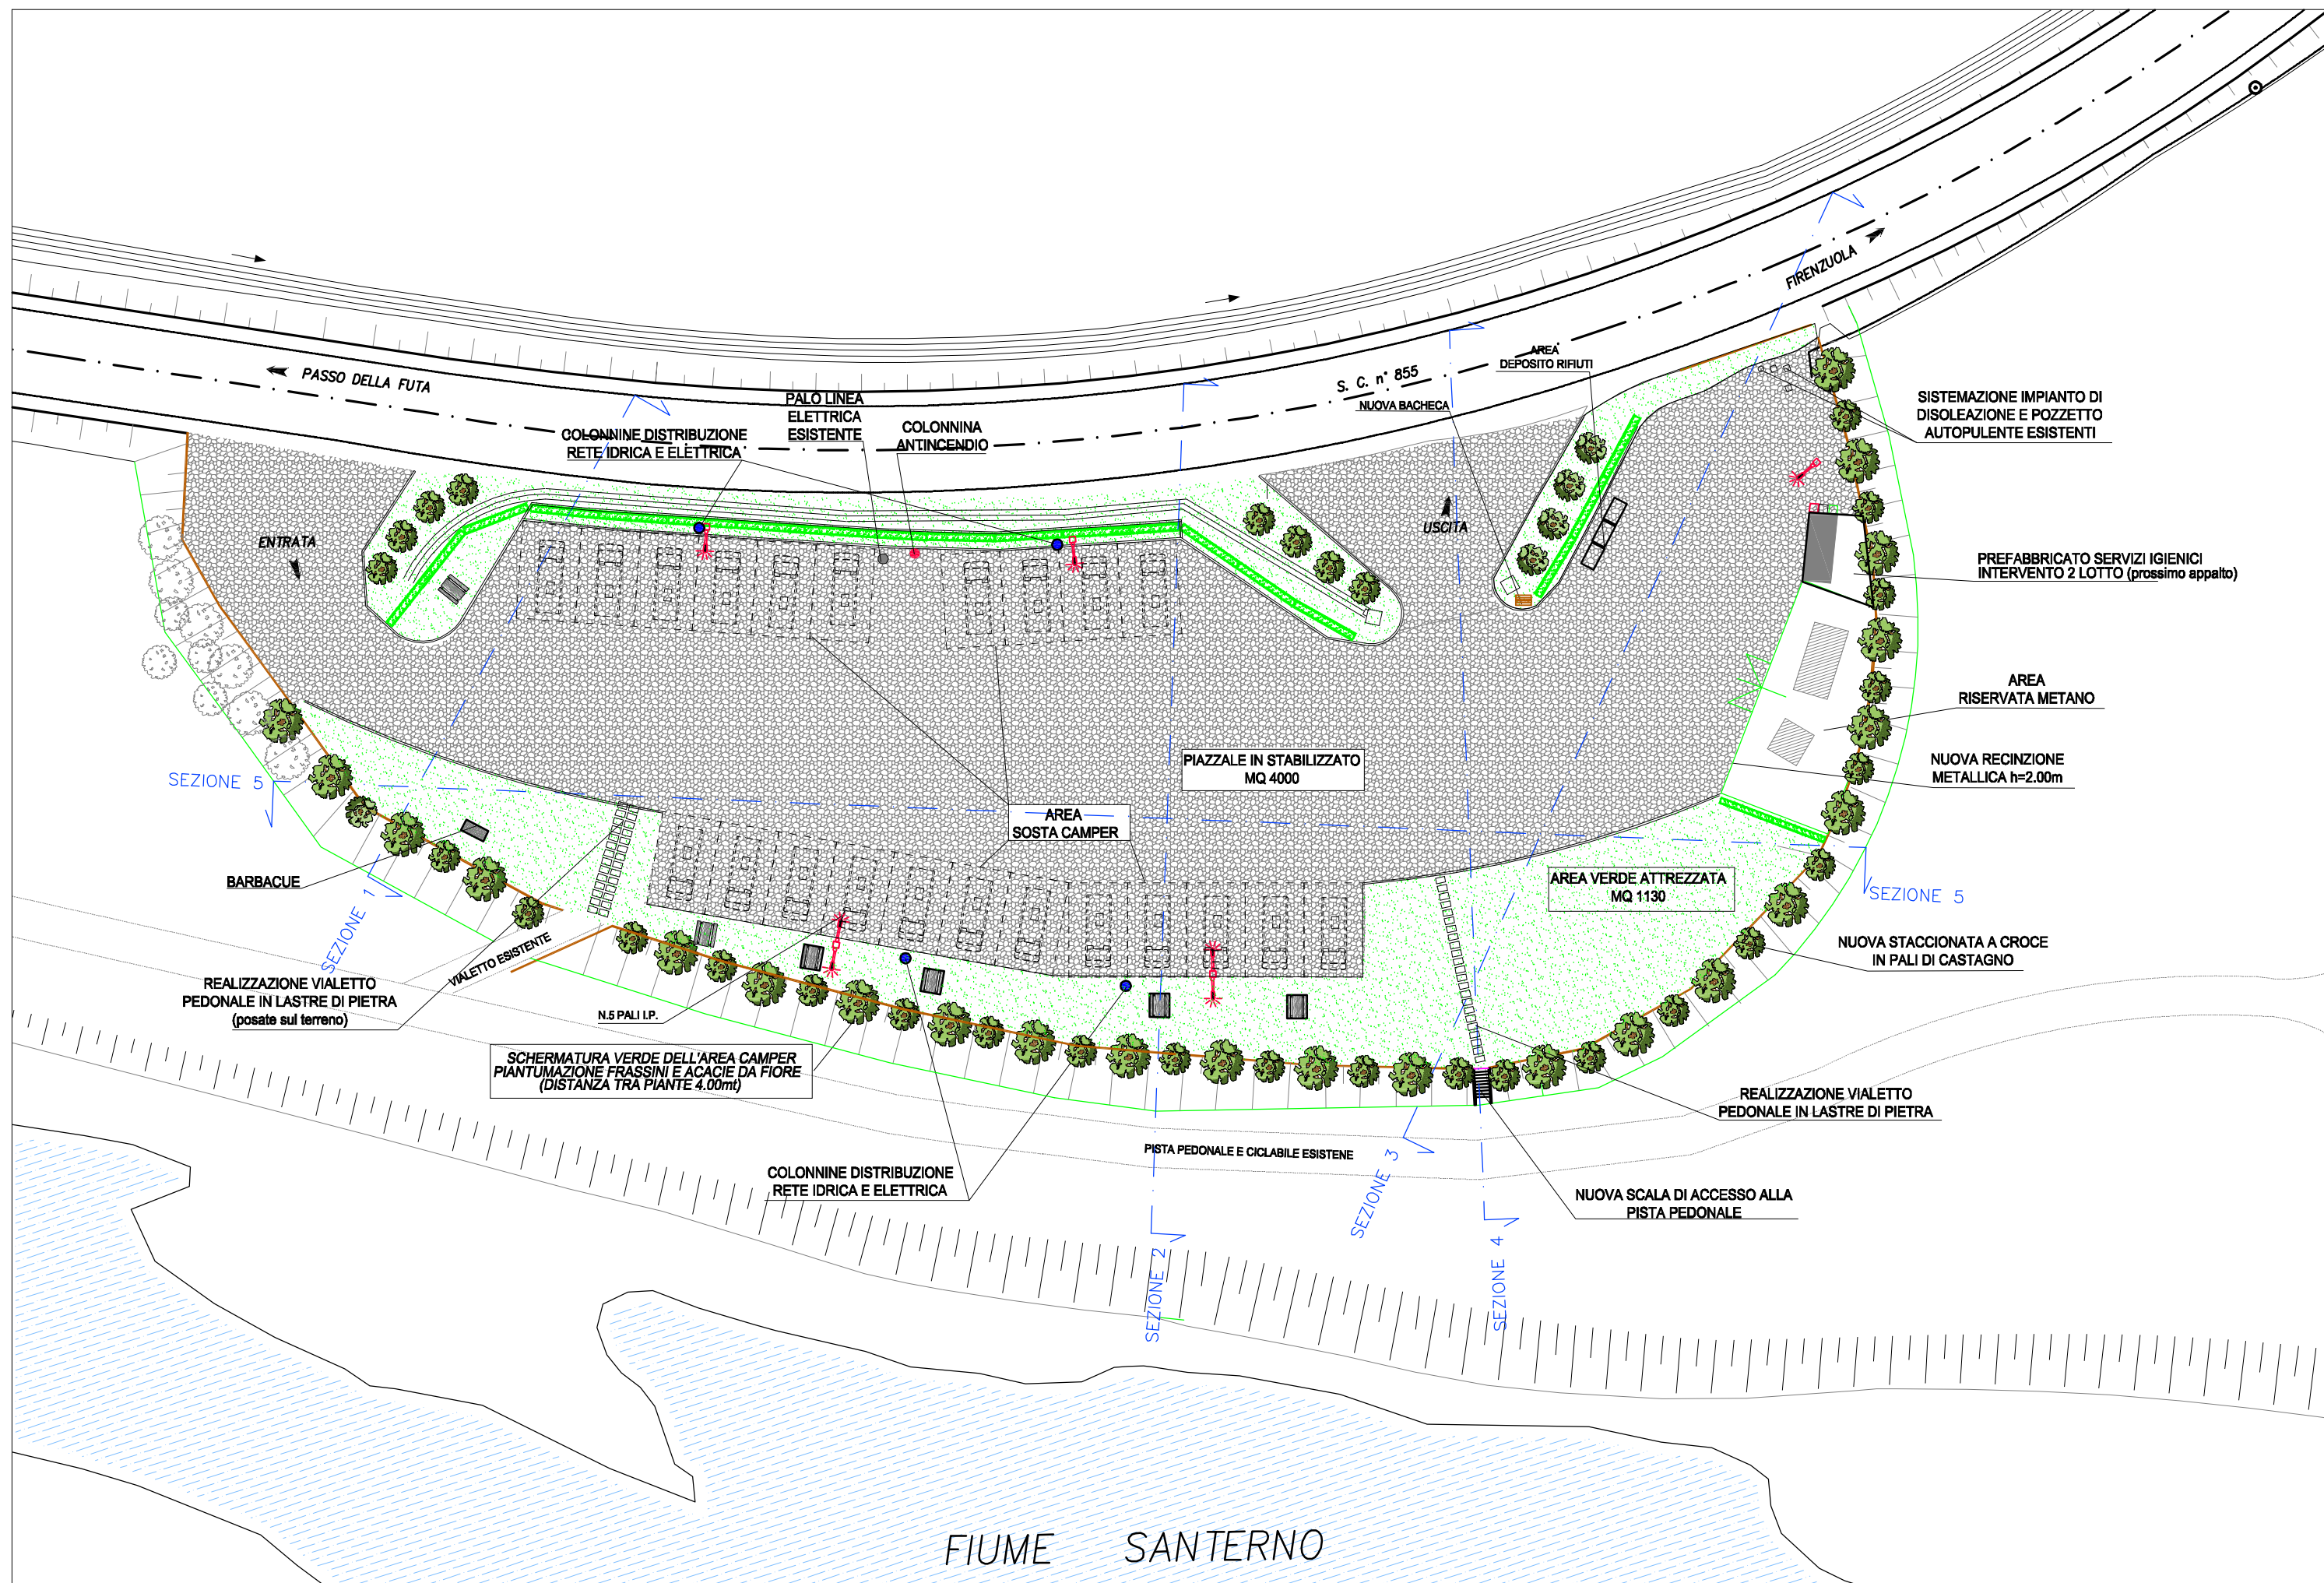 FIRENZUOLA
PASSO DELLA FUTA
S. C. n° 855
AREA
DEPOSITO RIFIUTI
NUOVA BACHECA
PALO LINEA
ELETTRICA
ESISTENTE
COLONNINA
ANTINCENDIO
COLONNINE DISTRIBUZIONE
RETE IDRICA E ELETTRICA
SISTEMAZIONE IMPIANTO DI
DISOLEAZIONE E POZZETTO
AUTOPULENTE ESISTENTI
ENTRATA
USCITA
PREFABBRICATO SERVIZI IGIENICI
INTERVENTO 2 LOTTO (prossimo appalto)
AREA
RISERVATA METANO
NUOVA RECINZIONE
METALLICA h=2.00m
PIAZZALE IN STABILIZZATO
MQ 4000
SEZIONE 5
AREA
SOSTA CAMPER
BARBACUE
AREA VERDE ATTREZZATA
MQ 1130
SEZIONE 5
SEZIONE 1
VIALETTO ESISTENTE
NUOVA STACCIONATA A CROCE
IN PALI DI CASTAGNO
REALIZZAZIONE VIALETTO
PEDONALE IN LASTRE DI PIETRA
(posate sul terreno)
N.5 PALI I.P.
SCHERMATURA VERDE DELL'AREA CAMPER
PIANTUMAZIONE FRASSINI E ACACIE DA FIORE
(DISTANZA TRA PIANTE 4.00mt)
REALIZZAZIONE VIALETTO
PEDONALE IN LASTRE DI PIETRA
PISTA PEDONALE E CICLABILE ESISTENE
COLONNINE DISTRIBUZIONE
RETE IDRICA E ELETTRICA
NUOVA SCALA DI ACCESSO ALLA
PISTA PEDONALE
SEZIONE 3
SEZIONE 2
SEZIONE 4
FIUME SANTERNO